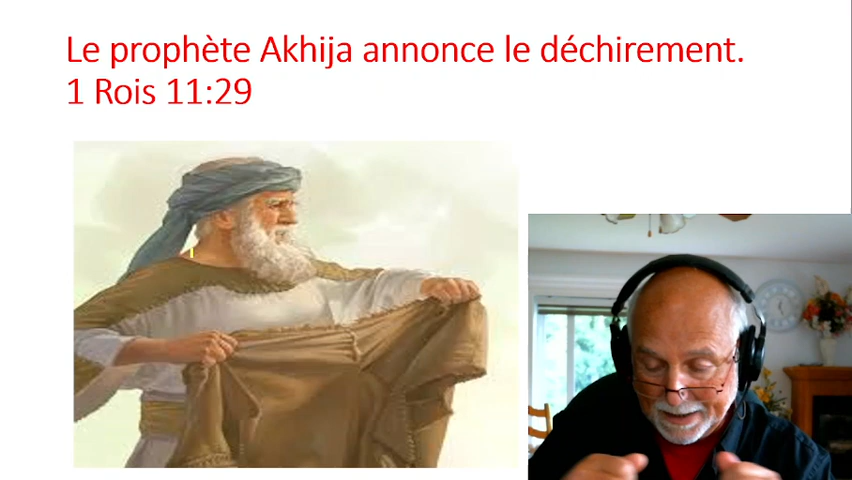 Le prophète Akhija annonce le déchirement.
1 Rois 11:29